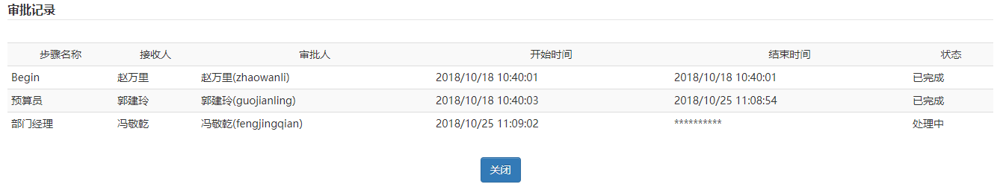 审批记录
步骤名称 接收人 审批人 开始时间 结束时间 状态
Begin 赵万里 赵万里(zhaowanli) 2018/10/18 10:40:01 2018/10/18 10:40:01 已完成
预算员 郭建玲 郭建玲(guojianling) 2018/10/18 10:40:03 2018/10/25 11:08:54 已完成
部门经理 冯敬乾 冯敬乾(fengjingqian) 2018/10/25 11:09:02 ********** 处理中
关闭